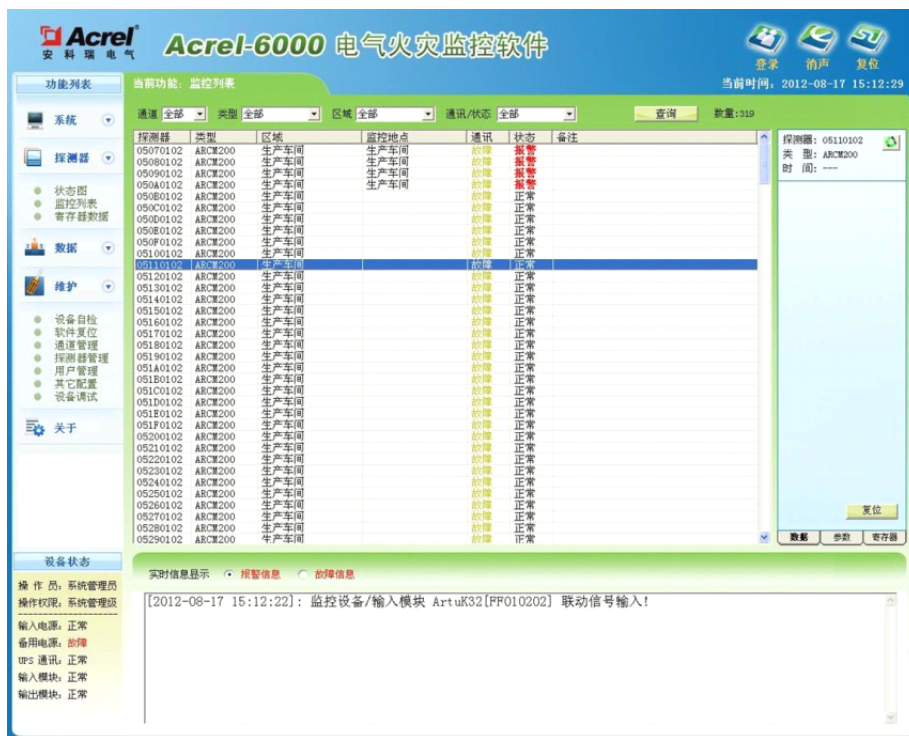 Acrel
安科瑞电气
Acrel-6000 电气火灾监控软件
登录 消声 复位
功能列表
当前功能: 监控列表
当前时间: 2012-08-17 15:12:29
系统
探测器
状态图
监控列表
寄存器数据
数据
维护
设备自检
软件复位
通道管理
探测器管理
用户管理
其它配置
设备调试
关于
通道 全部 类型 全部 区域 全部 通讯/状态 全部 查询 数量:319
探测器 类型 区域 监控地点 通讯 状态 备注
05070102 ARCM200 生产车间 生产车间 故障 报警
05080102 ARCM200 生产车间 生产车间 故障 报警
05090102 ARCM200 生产车间 生产车间 故障 报警
050A0102 ARCM200 生产车间 生产车间 故障 报警
050B0102 ARCM200 生产车间 故障 正常
050C0102 ARCM200 生产车间 故障 正常
050D0102 ARCM200 生产车间 故障 正常
050E0102 ARCM200 生产车间 故障 正常
050F0102 ARCM200 生产车间 故障 正常
05100102 ARCM200 生产车间 故障 正常
05110102 ARCM200 生产车间 故障 正常
05120102 ARCM200 生产车间 故障 正常
05130102 ARCM200 生产车间 故障 正常
05140102 ARCM200 生产车间 故障 正常
05150102 ARCM200 生产车间 故障 正常
05160102 ARCM200 生产车间 故障 正常
05170102 ARCM200 生产车间 故障 正常
05180102 ARCM200 生产车间 故障 正常
05190102 ARCM200 生产车间 故障 正常
051A0102 ARCM200 生产车间 故障 正常
051B0102 ARCM200 生产车间 故障 正常
051C0102 ARCM200 生产车间 故障 正常
051D0102 ARCM200 生产车间 故障 正常
051E0102 ARCM200 生产车间 故障 正常
051F0102 ARCM200 生产车间 故障 正常
05200102 ARCM200 生产车间 故障 正常
05210102 ARCM200 生产车间 故障 正常
05220102 ARCM200 生产车间 故障 正常
05230102 ARCM200 生产车间 故障 正常
05240102 ARCM200 生产车间 故障 正常
05250102 ARCM200 生产车间 故障 正常
05260102 ARCM200 生产车间 故障 正常
05270102 ARCM200 生产车间 故障 正常
05280102 ARCM200 生产车间 故障 正常
05290102 ARCM200 生产车间 故障 正常
探测器: 05110102
类 型: ARCM200
时 间: ---
复位
数据 参数 寄存器
设备状态
操 作 员: 系统管理员
操作权限: 系统管理级
输入电源: 正常
备用电源: 故障
UPS 通讯: 正常
输入模块: 正常
输出模块: 正常
实时信息显示 报警信息 故障信息
[2012-08-17 15:12:22]: 监控设备/输入模块 ArtuK32[FF010202] 联动信号输入!